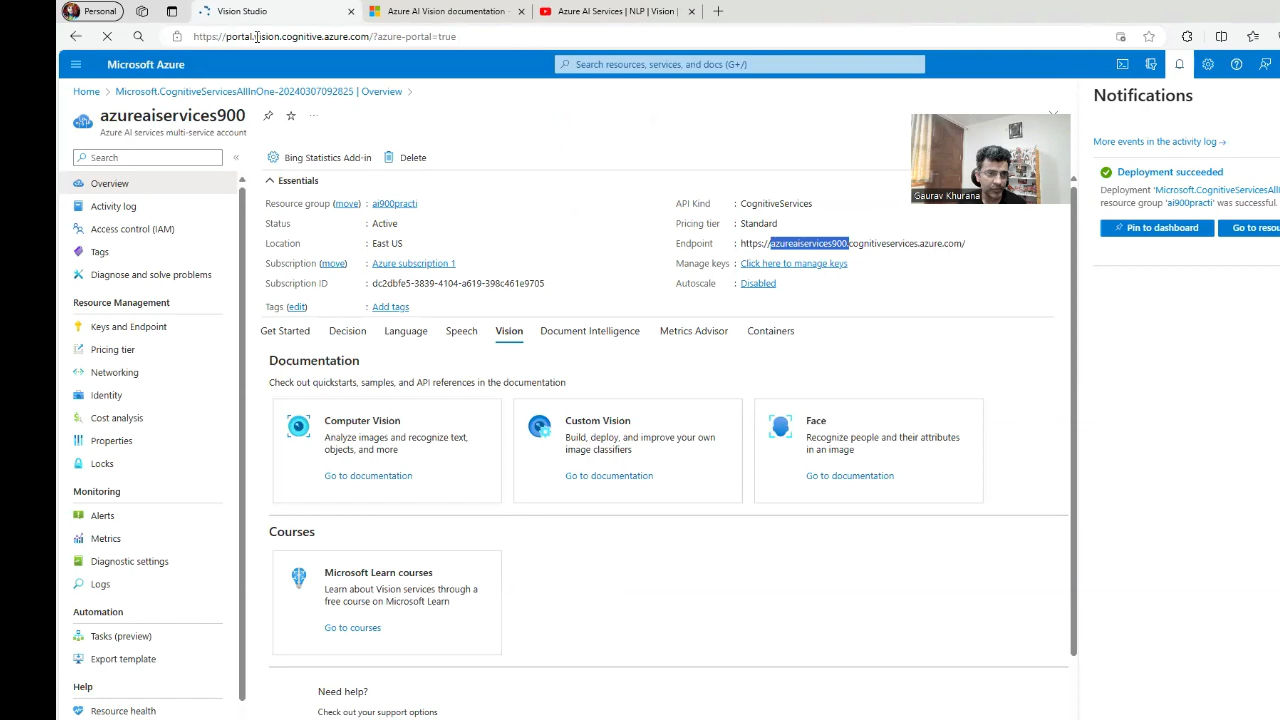 Personal
Vision Studio
Azure AI Vision documentation -
Azure AI Services | NLP | Vision |
https://portal.vision.cognitive.azure.com/?azure-portal=true
Microsoft Azure
Search resources, services, and docs (G+/)
Home > Microsoft.CognitiveServicesAllInOne-20240307092825 | Overview >
azureaiservices900
Azure AI services multi-service account
Search
Overview
Activity log
Access control (IAM)
Tags
Diagnose and solve problems
Resource Management
Keys and Endpoint
Pricing tier
Networking
Identity
Cost analysis
Properties
Locks
Monitoring
Alerts
Metrics
Diagnostic settings
Logs
Automation
Tasks (preview)
Export template
Help
Resource health
Bing Statistics Add-in
Delete
Essentials
Resource group (move) : ai900practi
Status : Active
Location : East US
Subscription (move) : Azure subscription 1
Subscription ID : dc2dbfe5-3839-4104-a619-398c461e9705
Tags (edit) : Add tags
API Kind : CognitiveServices
Pricing tier : Standard
Endpoint : https://azureaiservices900.cognitiveservices.azure.com/
Manage keys : Click here to manage keys
Autoscale : Disabled
Get Started
Decision
Language
Speech
Vision
Document Intelligence
Metrics Advisor
Containers
Documentation
Check out quickstarts, samples, and API references in the documentation
Computer Vision
Analyze images and recognize text,
objects, and more
Go to documentation
Custom Vision
Build, deploy, and improve your own
image classifiers
Go to documentation
Face
Recognize people and their attributes
in an image
Go to documentation
Courses
Microsoft Learn courses
Learn about Vision services through a
free course on Microsoft Learn
Go to courses
Need help?
Check out your support options
Gaurav Khurana
Notifications
More events in the activity log →
Deployment succeeded
Deployment 'Microsoft.CognitiveServicesAllI
resource group 'ai900practi' was successful.
Pin to dashboard
Go to resou